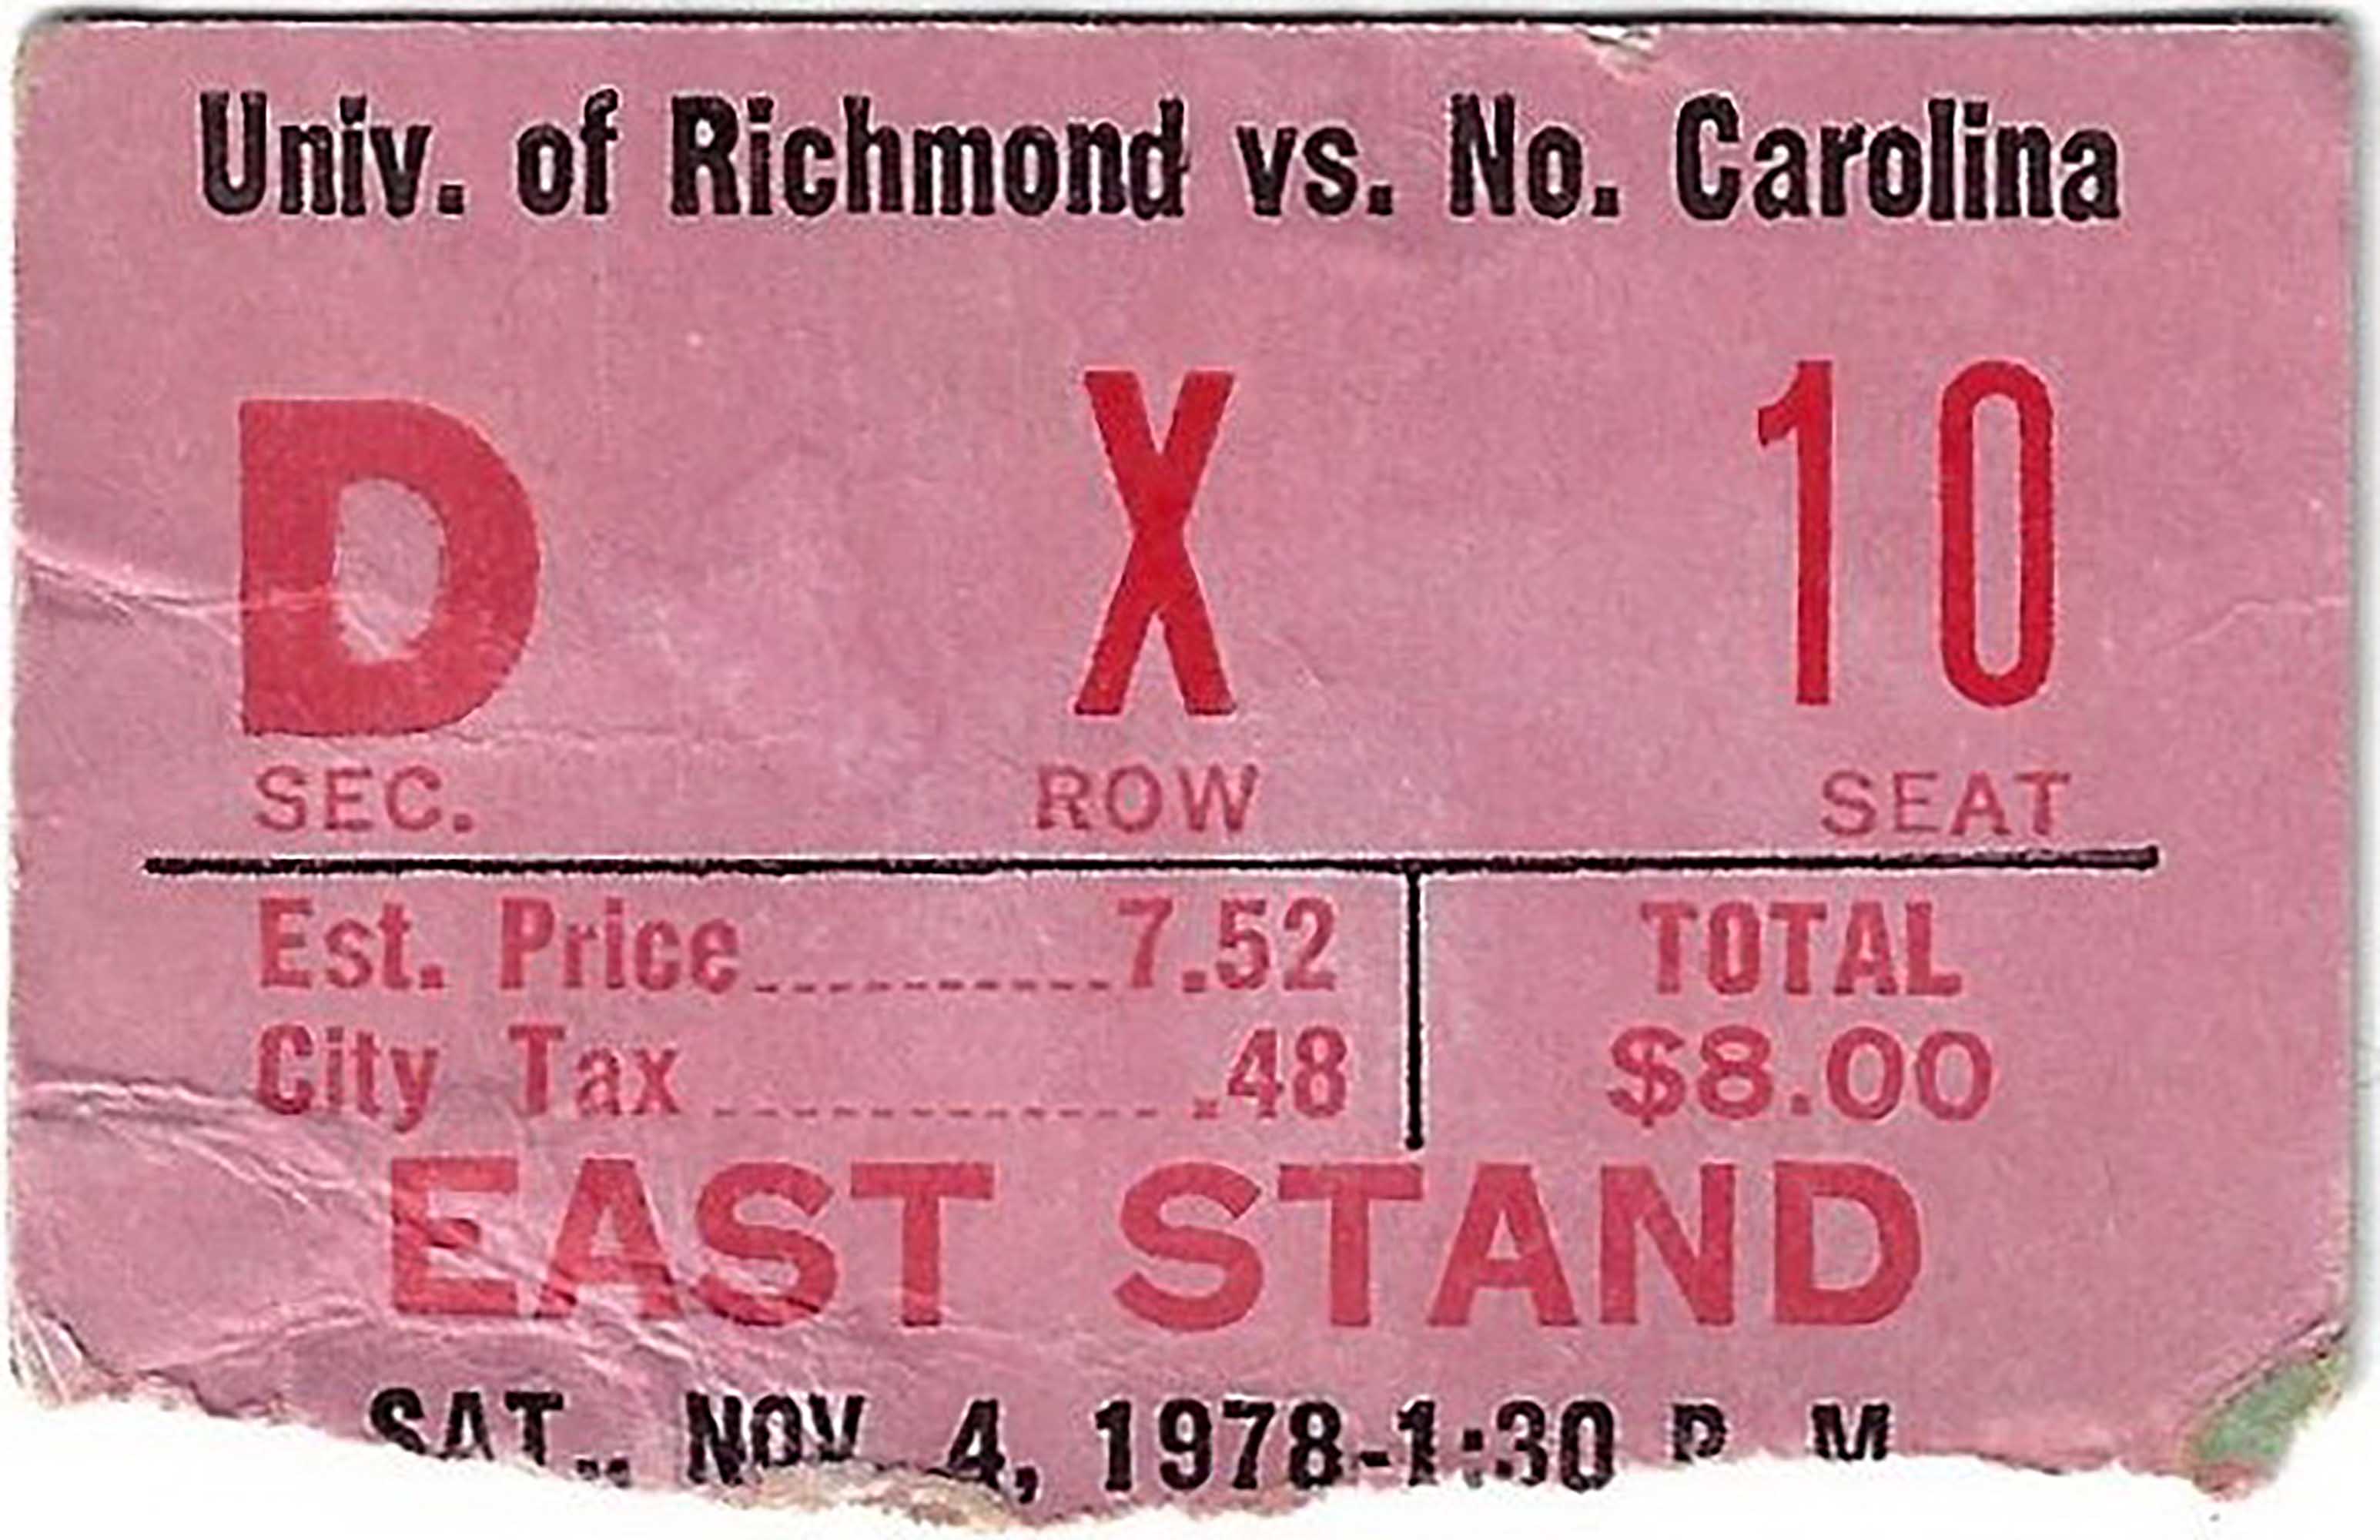 Univ. of Richmond vs. No. Carolina
D X 10
SEC. ROW SEAT
Est. Price 7.52 TOTAL
City Tax .48 $8.00
EAST STAND
SAT., NOV. 4, 1978-1:30 P. M